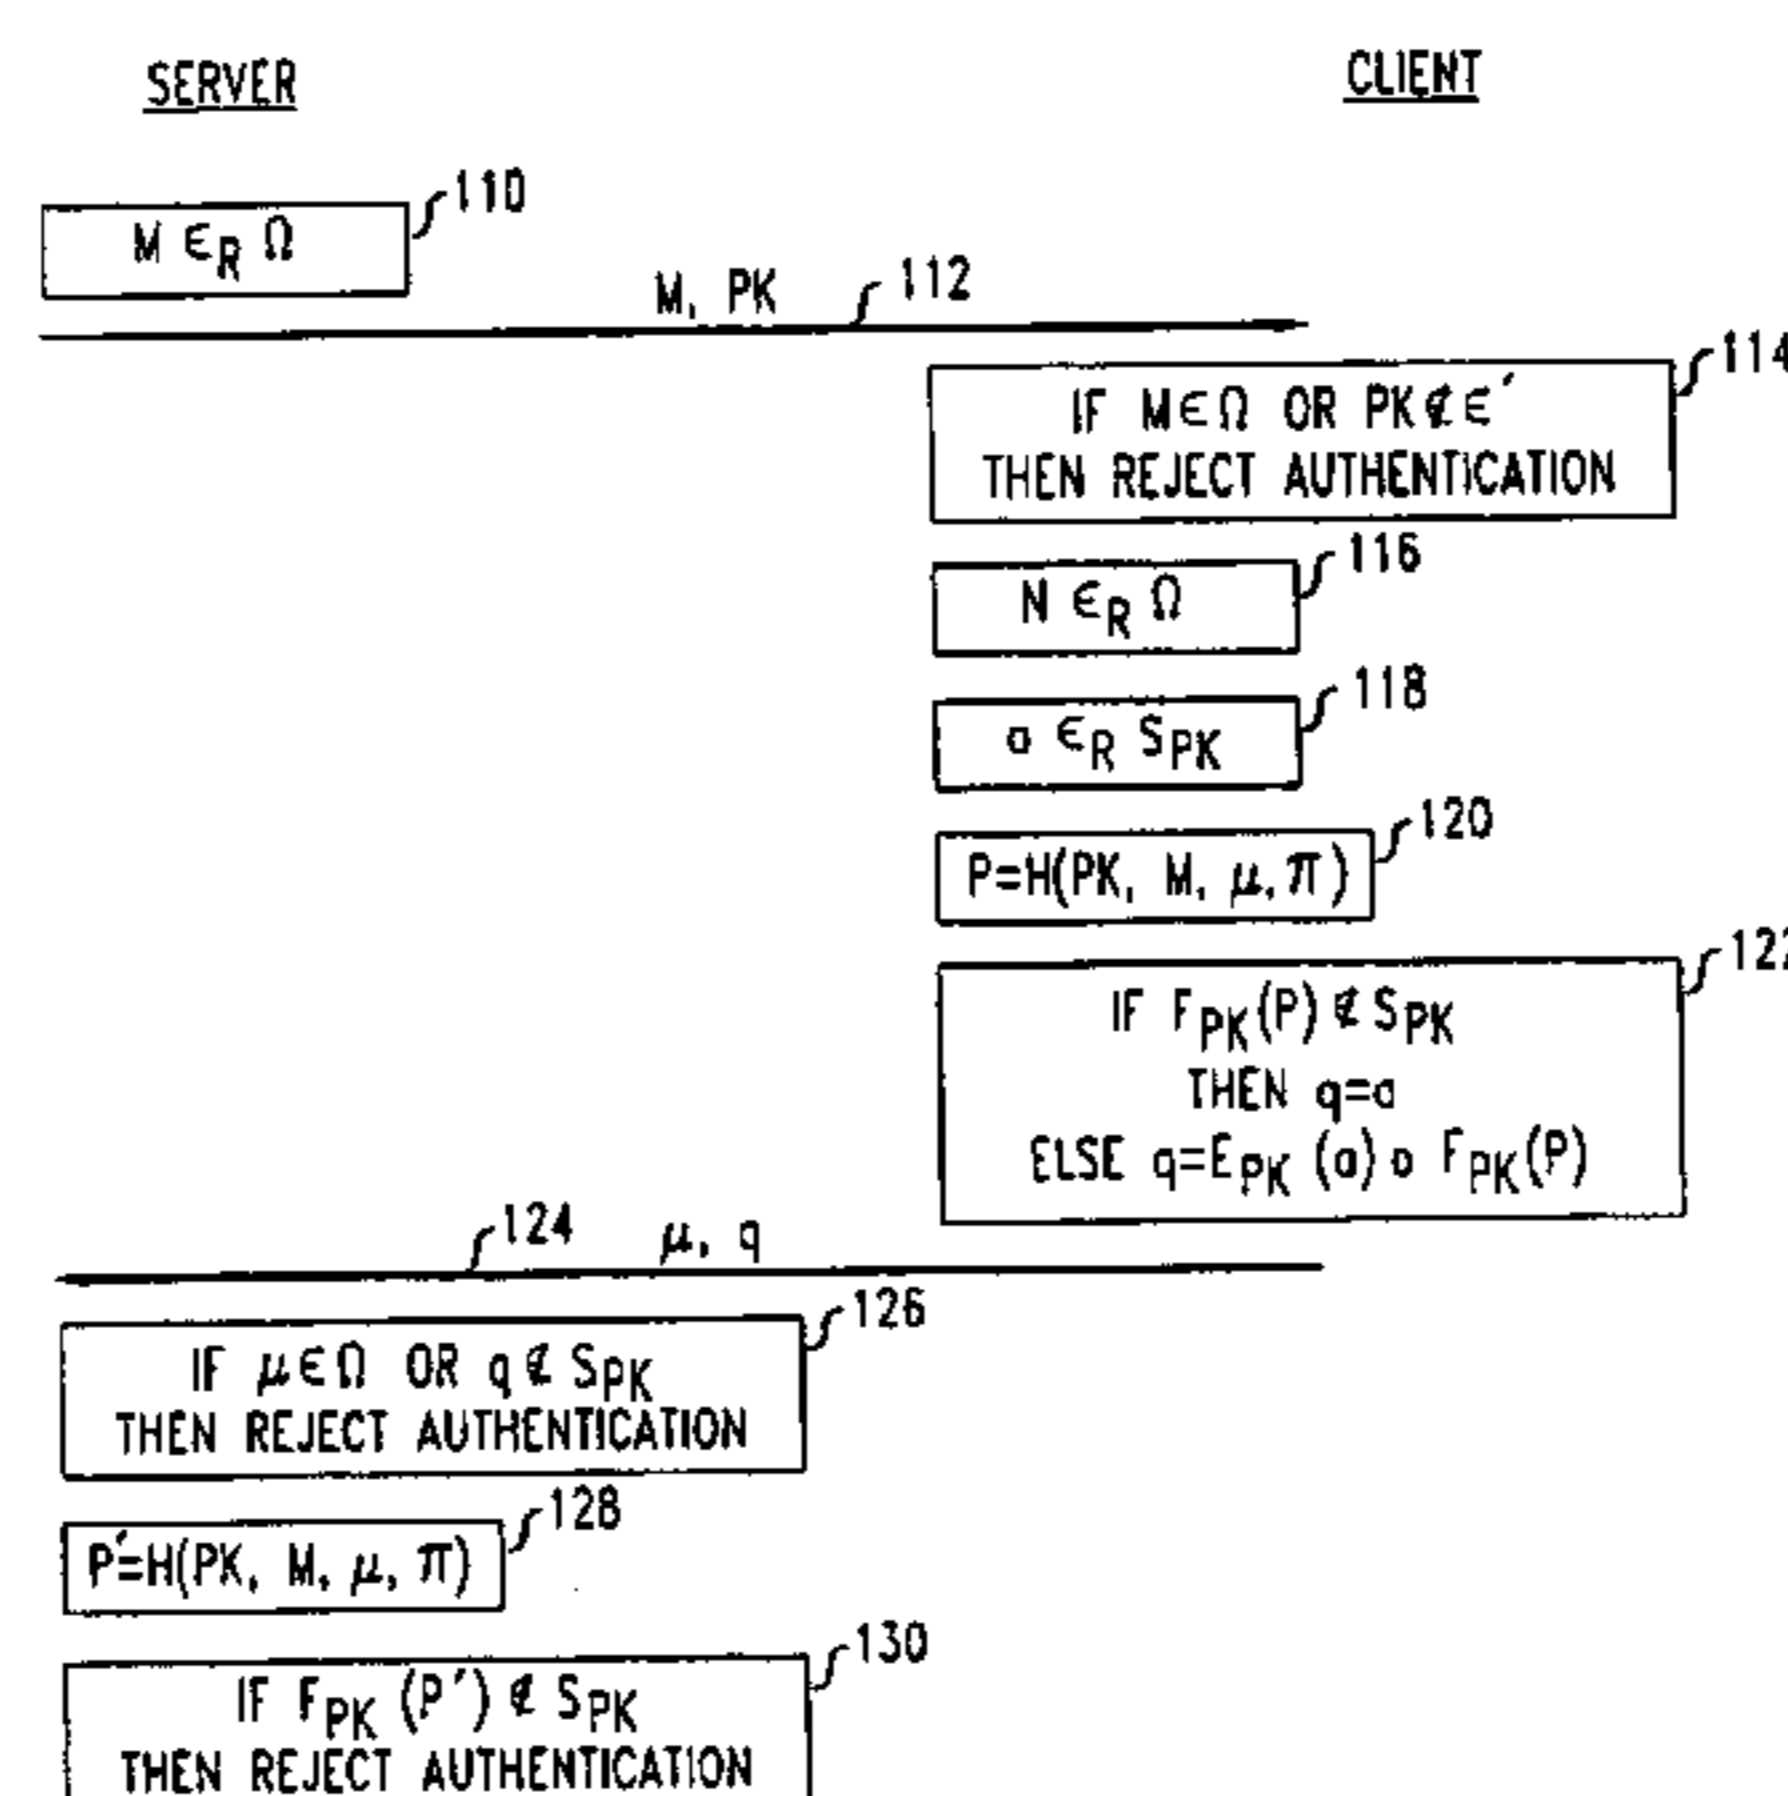 SERVER
CLIENT
110
M ∈R Ω
M, PK
112
114
IF M∈Ω OR PK∉∈′
THEN REJECT AUTHENTICATION
116
N ∈R Ω
118
a ∈R SPK
120
P=H(PK, M, μ, π)
122
IF FPK(P) ∉ SPK
THEN q=a
ELSE q=EPK (a) o FPK(P)
124
μ, q
126
IF μ∈Ω OR q ∉ SPK
THEN REJECT AUTHENTICATION
128
P′=H(PK, M, μ, π)
130
IF FPK (P′) ∉ SPK
THEN REJECT AUTHENTICATION